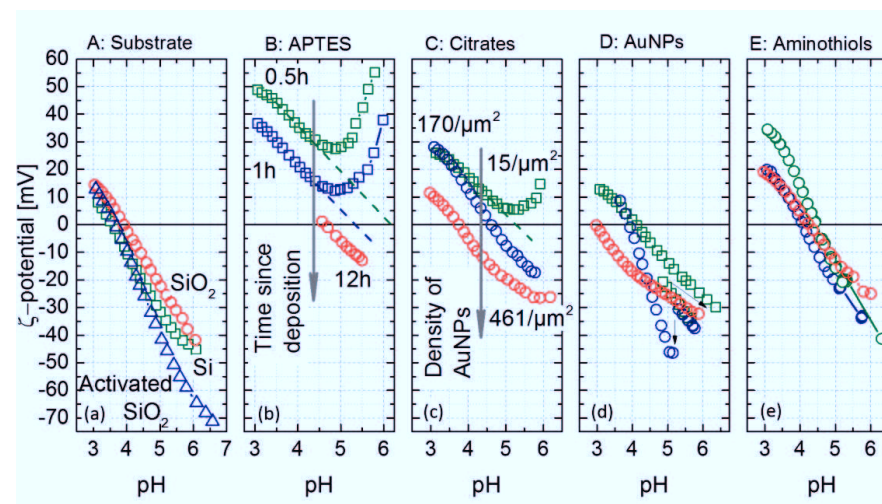 A: Substrate
B: APTES
C: Citrates
D: AuNPs
E: Aminothiols
60
50
40
30
20
10
0
-10
-20
-30
-40
-50
-60
-70
ζ–potential [mV]
SiO₂
Si
Activated
SiO₂
(a)
0.5h
1h
12h
Time since
deposition
(b)
170/µm²
15/µm²
461/µm²
Density of
AuNPs
(c)
(d)
(e)
3 4 5 6 7
3 4 5 6
3 4 5 6
3 4 5 6
3 4 5 6
pH
pH
pH
pH
pH